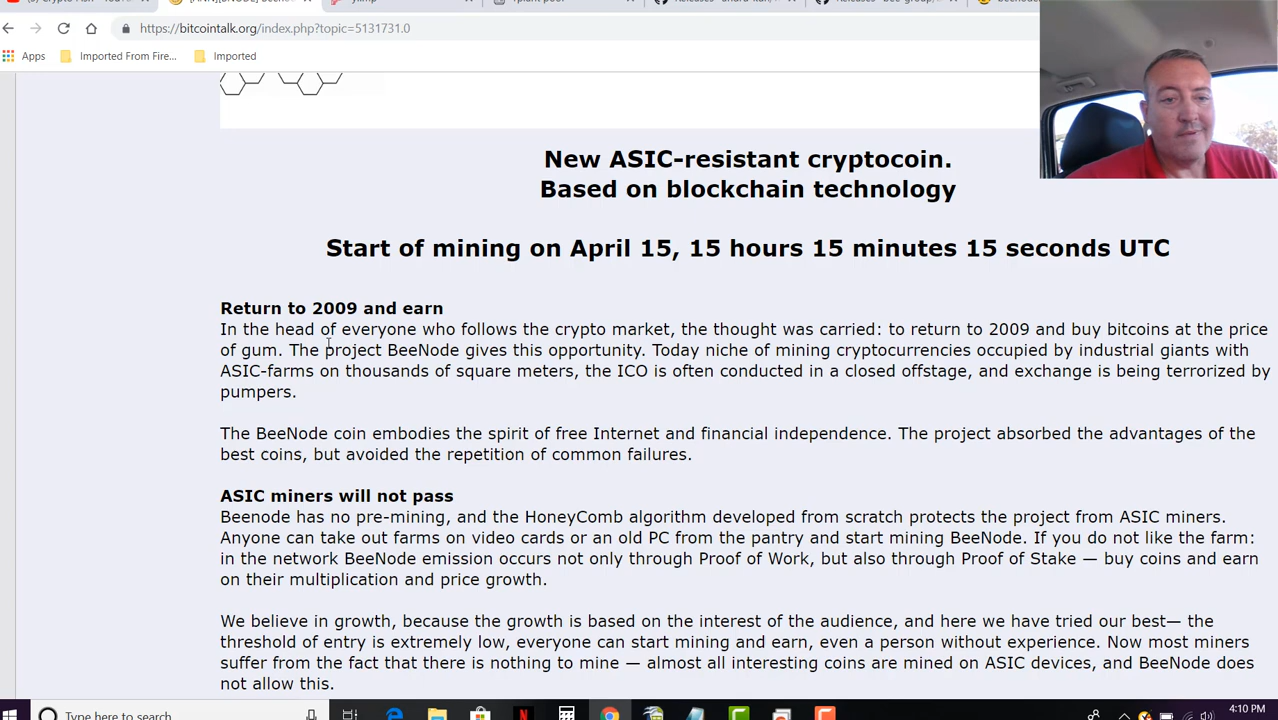 https://bitcointalk.org/index.php?topic=5131731.0
Apps Imported From Fire... Imported
New ASIC-resistant cryptocoin.
Based on blockchain technology
Start of mining on April 15, 15 hours 15 minutes 15 seconds UTC
Return to 2009 and earn
In the head of everyone who follows the crypto market, the thought was carried: to return to 2009 and buy bitcoins at the price
of gum. The project BeeNode gives this opportunity. Today niche of mining cryptocurrencies occupied by industrial giants with
ASIC-farms on thousands of square meters, the ICO is often conducted in a closed offstage, and exchange is being terrorized by
pumpers.
The BeeNode coin embodies the spirit of free Internet and financial independence. The project absorbed the advantages of the
best coins, but avoided the repetition of common failures.
ASIC miners will not pass
Beenode has no pre-mining, and the HoneyComb algorithm developed from scratch protects the project from ASIC miners.
Anyone can take out farms on video cards or an old PC from the pantry and start mining BeeNode. If you do not like the farm:
in the network BeeNode emission occurs not only through Proof of Work, but also through Proof of Stake — buy coins and earn
on their multiplication and price growth.
We believe in growth, because the growth is based on the interest of the audience, and here we have tried our best— the
threshold of entry is extremely low, everyone can start mining and earn, even a person without experience. Now most miners
suffer from the fact that there is nothing to mine — almost all interesting coins are mined on ASIC devices, and BeeNode does
not allow this.
Type here to search
4:10 PM